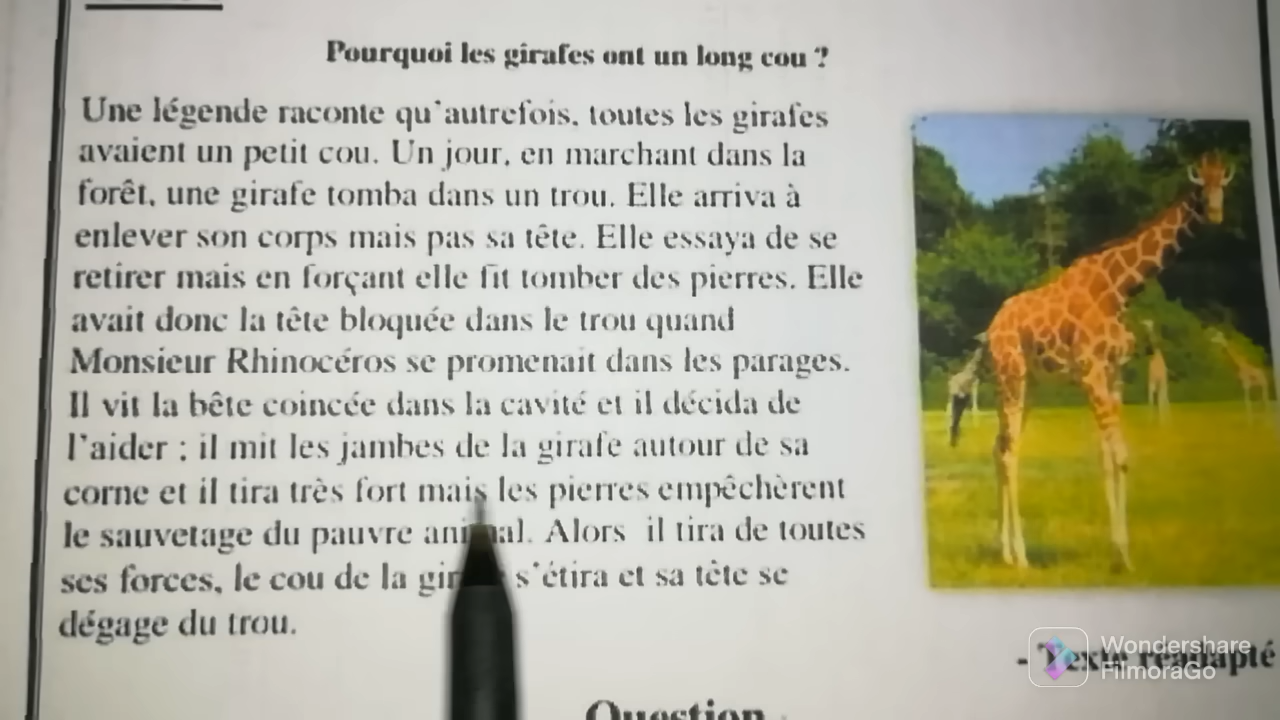 Pourquoi les girafes ont un long cou ?
Une légende raconte qu'autrefois, toutes les girafes
avaient un petit cou. Un jour, en marchant dans la
forêt, une girafe tomba dans un trou. Elle arriva à
enlever son corps mais pas sa tête. Elle essaya de se
retirer mais en forçant elle fit tomber des pierres. Elle
avait donc la tête bloquée dans le trou quand
Monsieur Rhinocéros se promenait dans les parages.
Il vit la bête coincée dans la cavité et il décida de
l'aider ; il mit les jambes de la girafe autour de sa
corne et il tira très fort mais les pierres empêchèrent
le sauvetage du pauvre animal. Alors il tira de toutes
ses forces, le cou de la s'étira et sa tête se
dégage du trou.
- Texte réadapté
Wondershare
FilmoraGo
Question